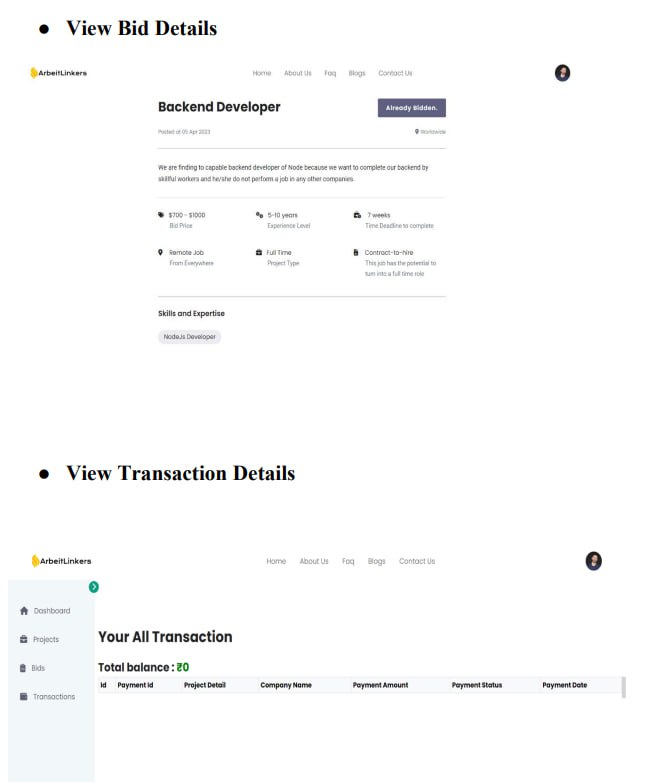 ● View Bid Details
ArbeitLinkers Home About Us Faq Blogs Contact Us
Backend Developer Already Bidden.
Posted at 05 Apr 2023 Worlwaide
We are finding to capable backend developer of Node because we want to complete our backend by
skillful workers and he/she do not perform a job in any other companies.
$700 - $1000 5-10 years 7 weeks
Bid Price Experience Level Time Deadline to complete
Remote Job Full Time Contract-to-hire
From Everywhere Project Type This job has the potential to
turn into a full time role
Skills and Expertise
NodeJs Developer
● View Transaction Details
ArbeitLinkers Home About Us Faq Blogs Contact Us
Dashboard
Projects
Bids
Transactions
Your All Transaction
Total balance : ₹0
Id Payment Id Project Detail Company Name Payment Amount Payment Status Payment Date